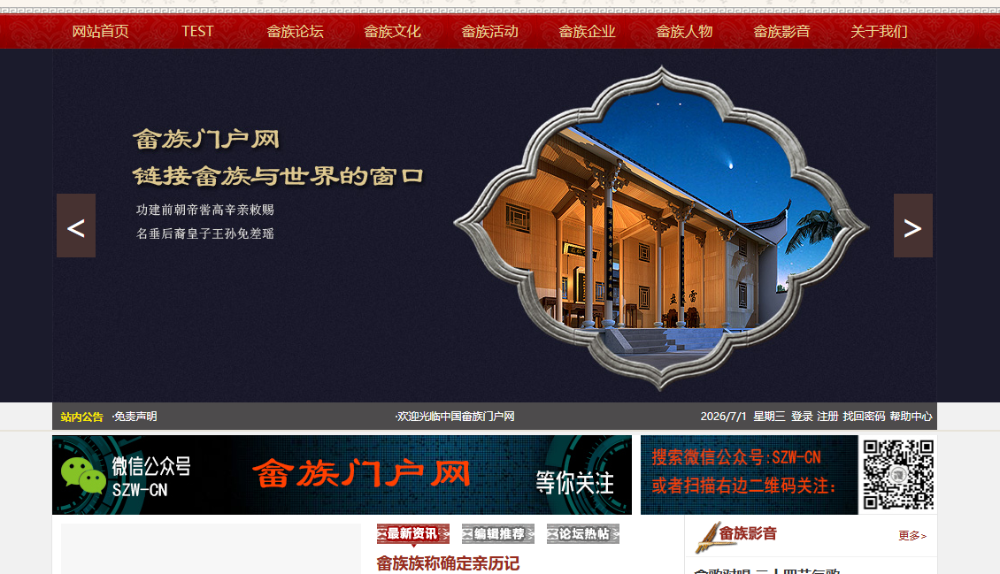 网站首页 TEST 畲族论坛 畲族文化 畲族活动 畲族企业 畲族人物 畲族影音 关于我们
畲族门户网
链接畲族与世界的窗口
功建前朝帝喾高辛亲敕赐
名垂后裔皇子王孙免差瑶
<
>
站内公告 ·免责声明 ·欢迎光临中国畲族门户网 2026/7/1 星期三 登录 注册 找回密码 帮助中心
微信公众号
SZW-CN
畲族门户网
等你关注
搜索微信公众号:SZW-CN
或者扫描右边二维码关注:
最新资讯 编辑推荐 论坛热帖
畲族族称确定亲历记
畲族影音 更多>